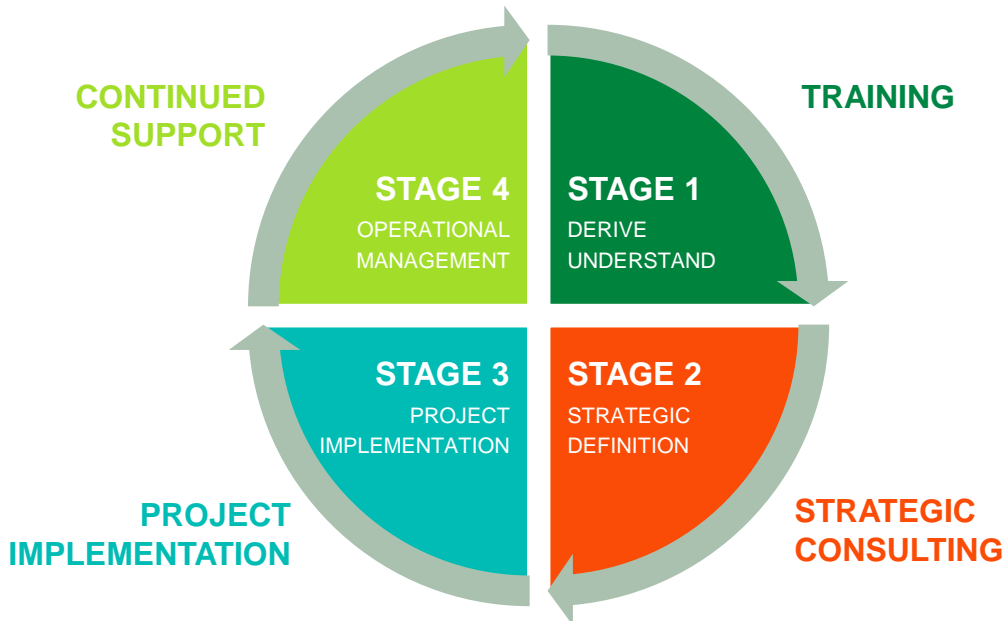 CONTINUED
SUPPORT
TRAINING
STAGE 4
OPERATIONAL
MANAGEMENT
STAGE 1
DERIVE
UNDERSTAND
STAGE 3
PROJECT
IMPLEMENTATION
STAGE 2
STRATEGIC
DEFINITION
PROJECT
IMPLEMENTATION
STRATEGIC
CONSULTING